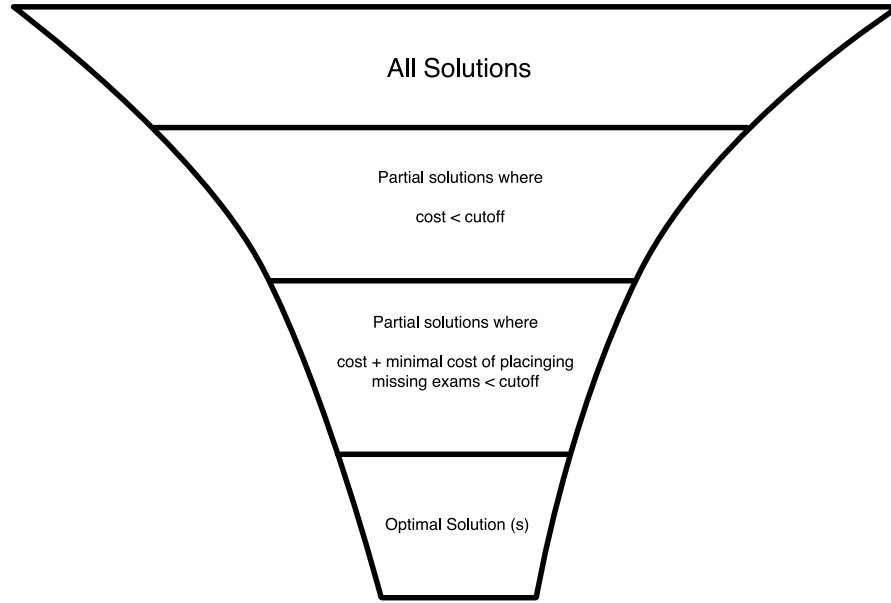 All Solutions
Partial solutions where
cost < cutoff
Partial solutions where
cost + minimal cost of placinging
missing exams < cutoff
Optimal Solution (s)